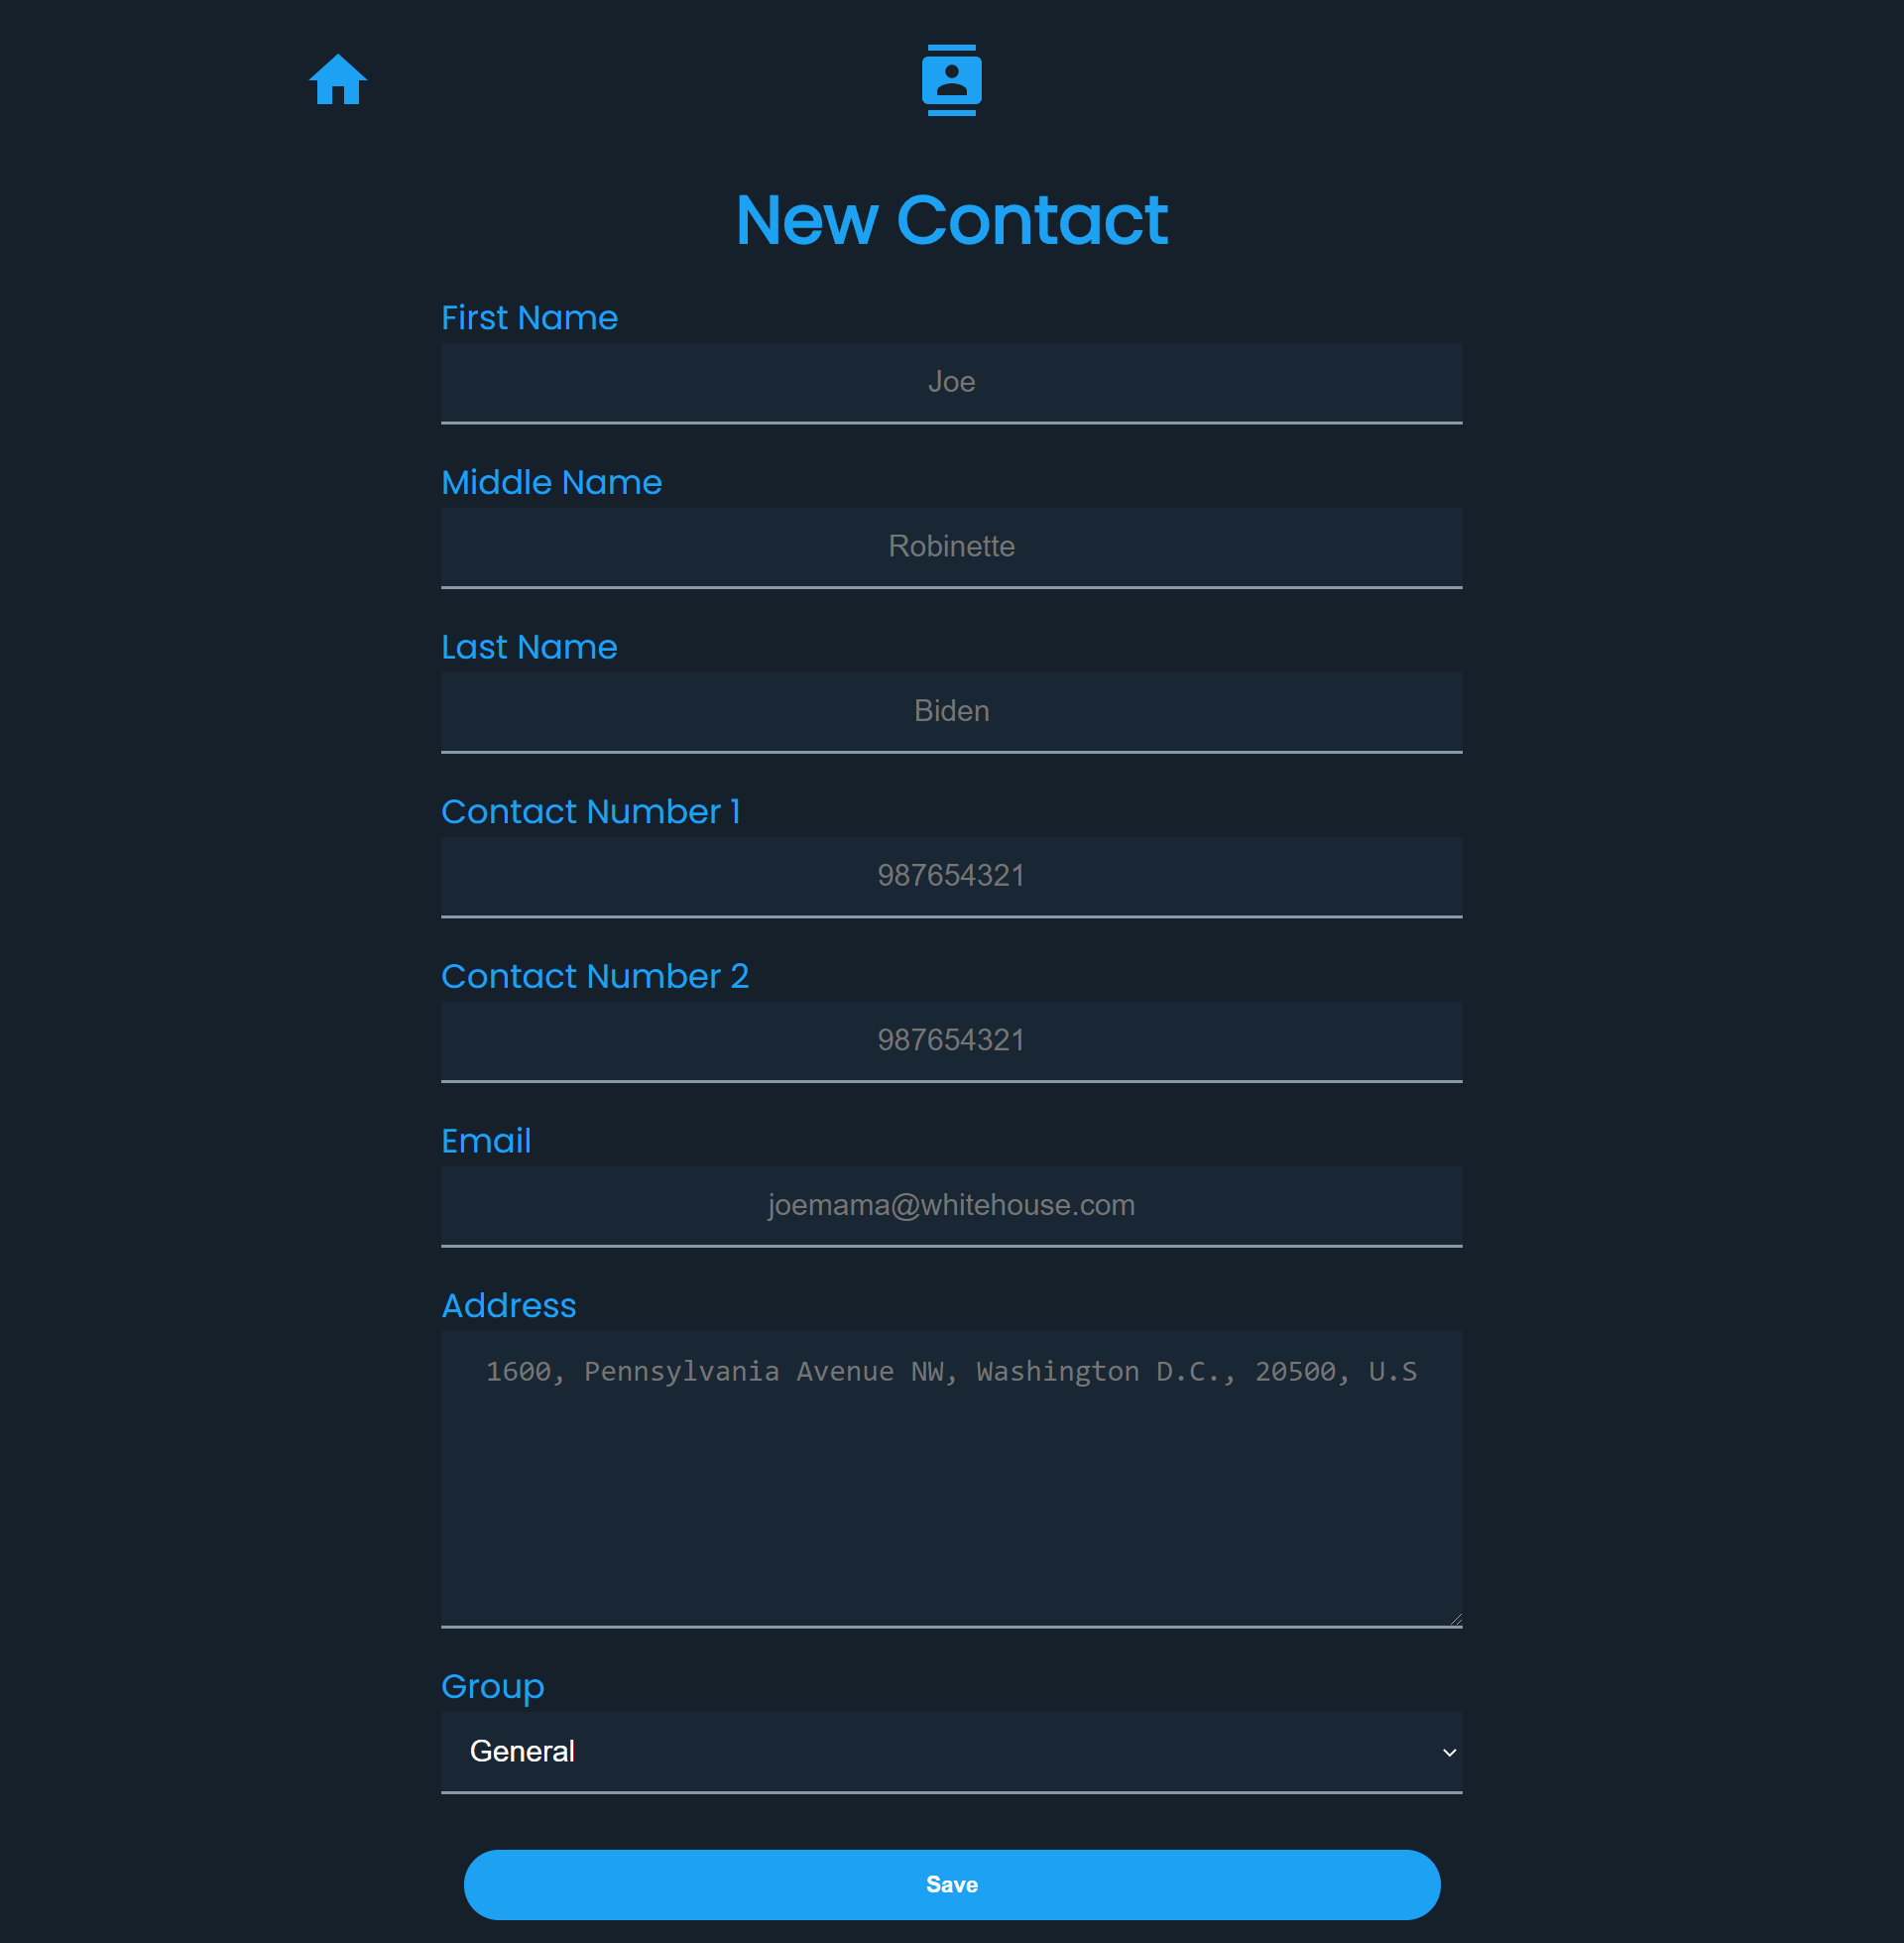 New Contact
First Name
Joe
Middle Name
Robinette
Last Name
Biden
Contact Number 1
987654321
Contact Number 2
987654321
Email
joemama@whitehouse.com
Address
1600, Pennsylvania Avenue NW, Washington D.C., 20500, U.S
Group
General
Save